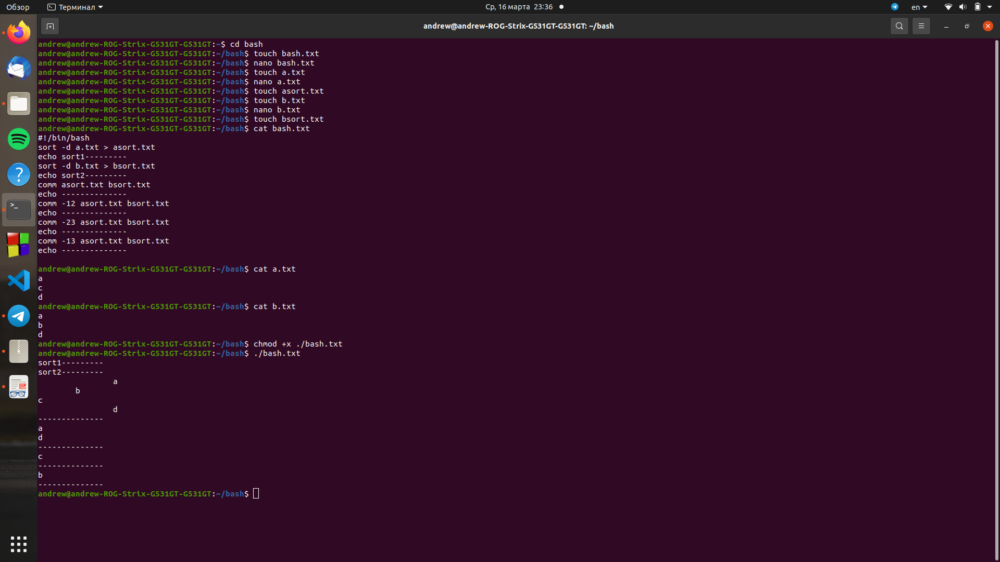 Обзор
Терминал
Ср, 16 марта 23:36
en
andrew@andrew-ROG-Strix-G531GT-G531GT: ~/bash
andrew@andrew-ROG-Strix-G531GT-G531GT:~$ cd bash
andrew@andrew-ROG-Strix-G531GT-G531GT:~/bash$ touch bash.txt
andrew@andrew-ROG-Strix-G531GT-G531GT:~/bash$ nano bash.txt
andrew@andrew-ROG-Strix-G531GT-G531GT:~/bash$ touch a.txt
andrew@andrew-ROG-Strix-G531GT-G531GT:~/bash$ nano a.txt
andrew@andrew-ROG-Strix-G531GT-G531GT:~/bash$ touch asort.txt
andrew@andrew-ROG-Strix-G531GT-G531GT:~/bash$ touch b.txt
andrew@andrew-ROG-Strix-G531GT-G531GT:~/bash$ nano b.txt
andrew@andrew-ROG-Strix-G531GT-G531GT:~/bash$ touch bsort.txt
andrew@andrew-ROG-Strix-G531GT-G531GT:~/bash$ cat bash.txt
#!/bin/bash
sort -d a.txt > asort.txt
echo sort1---------
sort -d b.txt > bsort.txt
echo sort2---------
comm asort.txt bsort.txt
echo --------------
comm -12 asort.txt bsort.txt
echo --------------
comm -23 asort.txt bsort.txt
echo --------------
comm -13 asort.txt bsort.txt
echo --------------

andrew@andrew-ROG-Strix-G531GT-G531GT:~/bash$ cat a.txt
a
c
d
andrew@andrew-ROG-Strix-G531GT-G531GT:~/bash$ cat b.txt
a
b
d
andrew@andrew-ROG-Strix-G531GT-G531GT:~/bash$ chmod +x ./bash.txt
andrew@andrew-ROG-Strix-G531GT-G531GT:~/bash$ ./bash.txt
sort1---------
sort2---------
		a
	b
c
		d
--------------
a
d
--------------
c
--------------
b
--------------
andrew@andrew-ROG-Strix-G531GT-G531GT:~/bash$